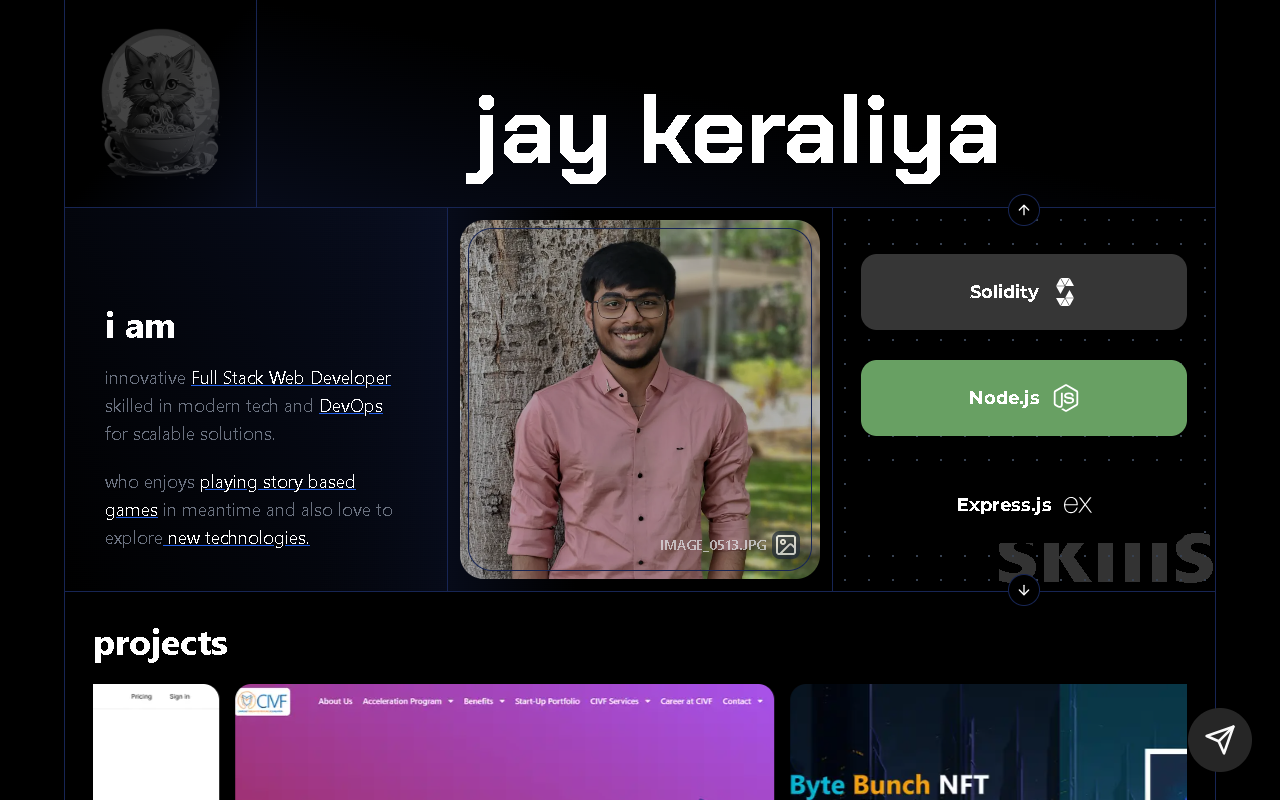 jay keraliya
i am
innovative Full Stack Web Developer
skilled in modern tech and DevOps
for scalable solutions.
who enjoys playing story based
games in meantime and also love to
explore new technologies.
IMAGE_0513.JPG
Solidity
Node.js
Express.js ex
skillS
projects
Pricing Sign in
CIVF About Us Acceleration Program Benefits Start-Up Portfolio CIVF Services Career at CIVF Contact
Byte Bunch NFT